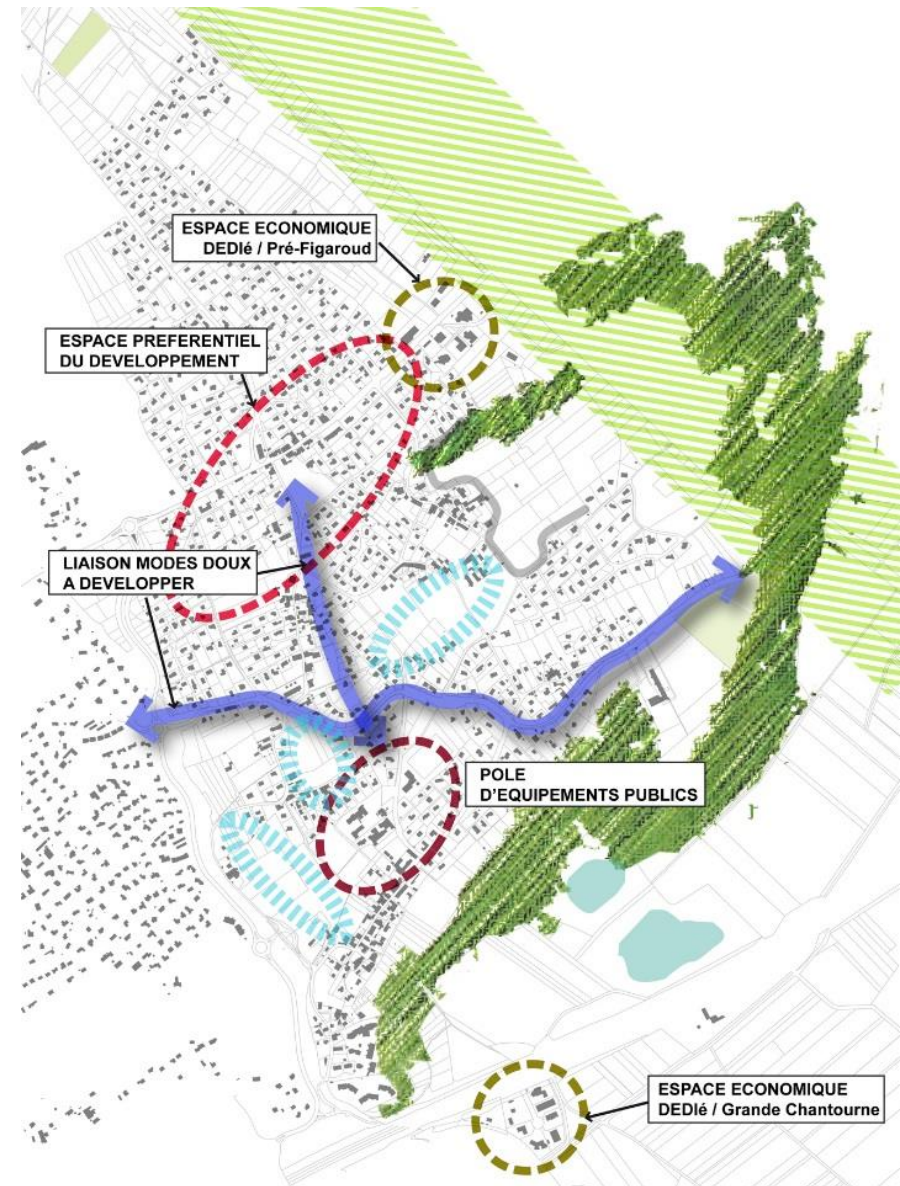 ESPACE ECONOMIQUE
DEDIé / Pré-Figaroud
ESPACE PREFERENTIEL
DU DEVELOPPEMENT
LIAISON MODES DOUX
A DEVELOPPER
POLE
D'EQUIPEMENTS PUBLICS
ESPACE ECONOMIQUE
DEDIé / Grande Chantourne